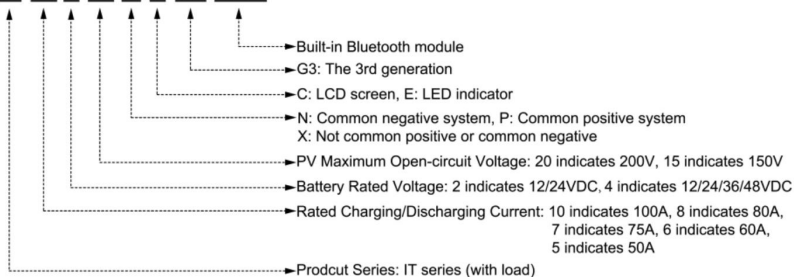 Built-in Bluetooth module
G3: The 3rd generation
C: LCD screen, E: LED indicator
N: Common negative system, P: Common positive system
X: Not common positive or common negative
PV Maximum Open-circuit Voltage: 20 indicates 200V, 15 indicates 150V
Battery Rated Voltage: 2 indicates 12/24VDC, 4 indicates 12/24/36/48VDC
Rated Charging/Discharging Current: 10 indicates 100A, 8 indicates 80A,
7 indicates 75A, 6 indicates 60A,
5 indicates 50A
Prodcut Series: IT series (with load)